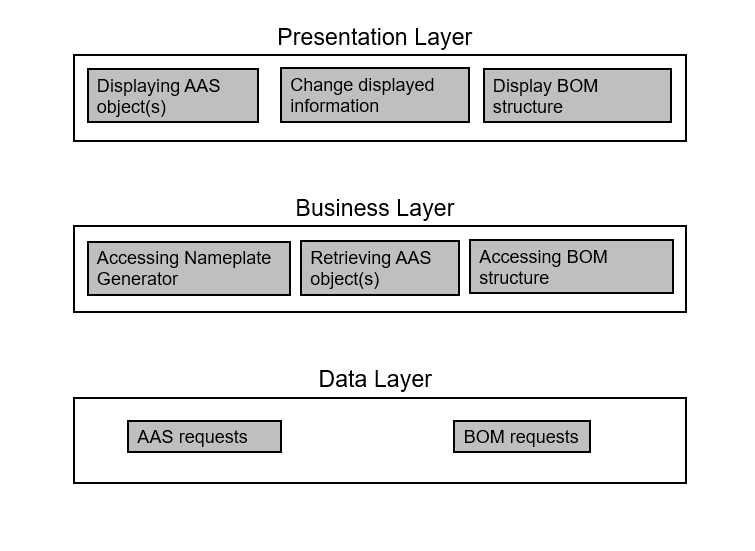 Presentation Layer
Displaying AAS
object(s)
Change displayed
information
Display BOM
structure
Business Layer
Accessing Nameplate
Generator
Retrieving AAS
object(s)
Accessing BOM
structure
Data Layer
AAS requests
BOM requests